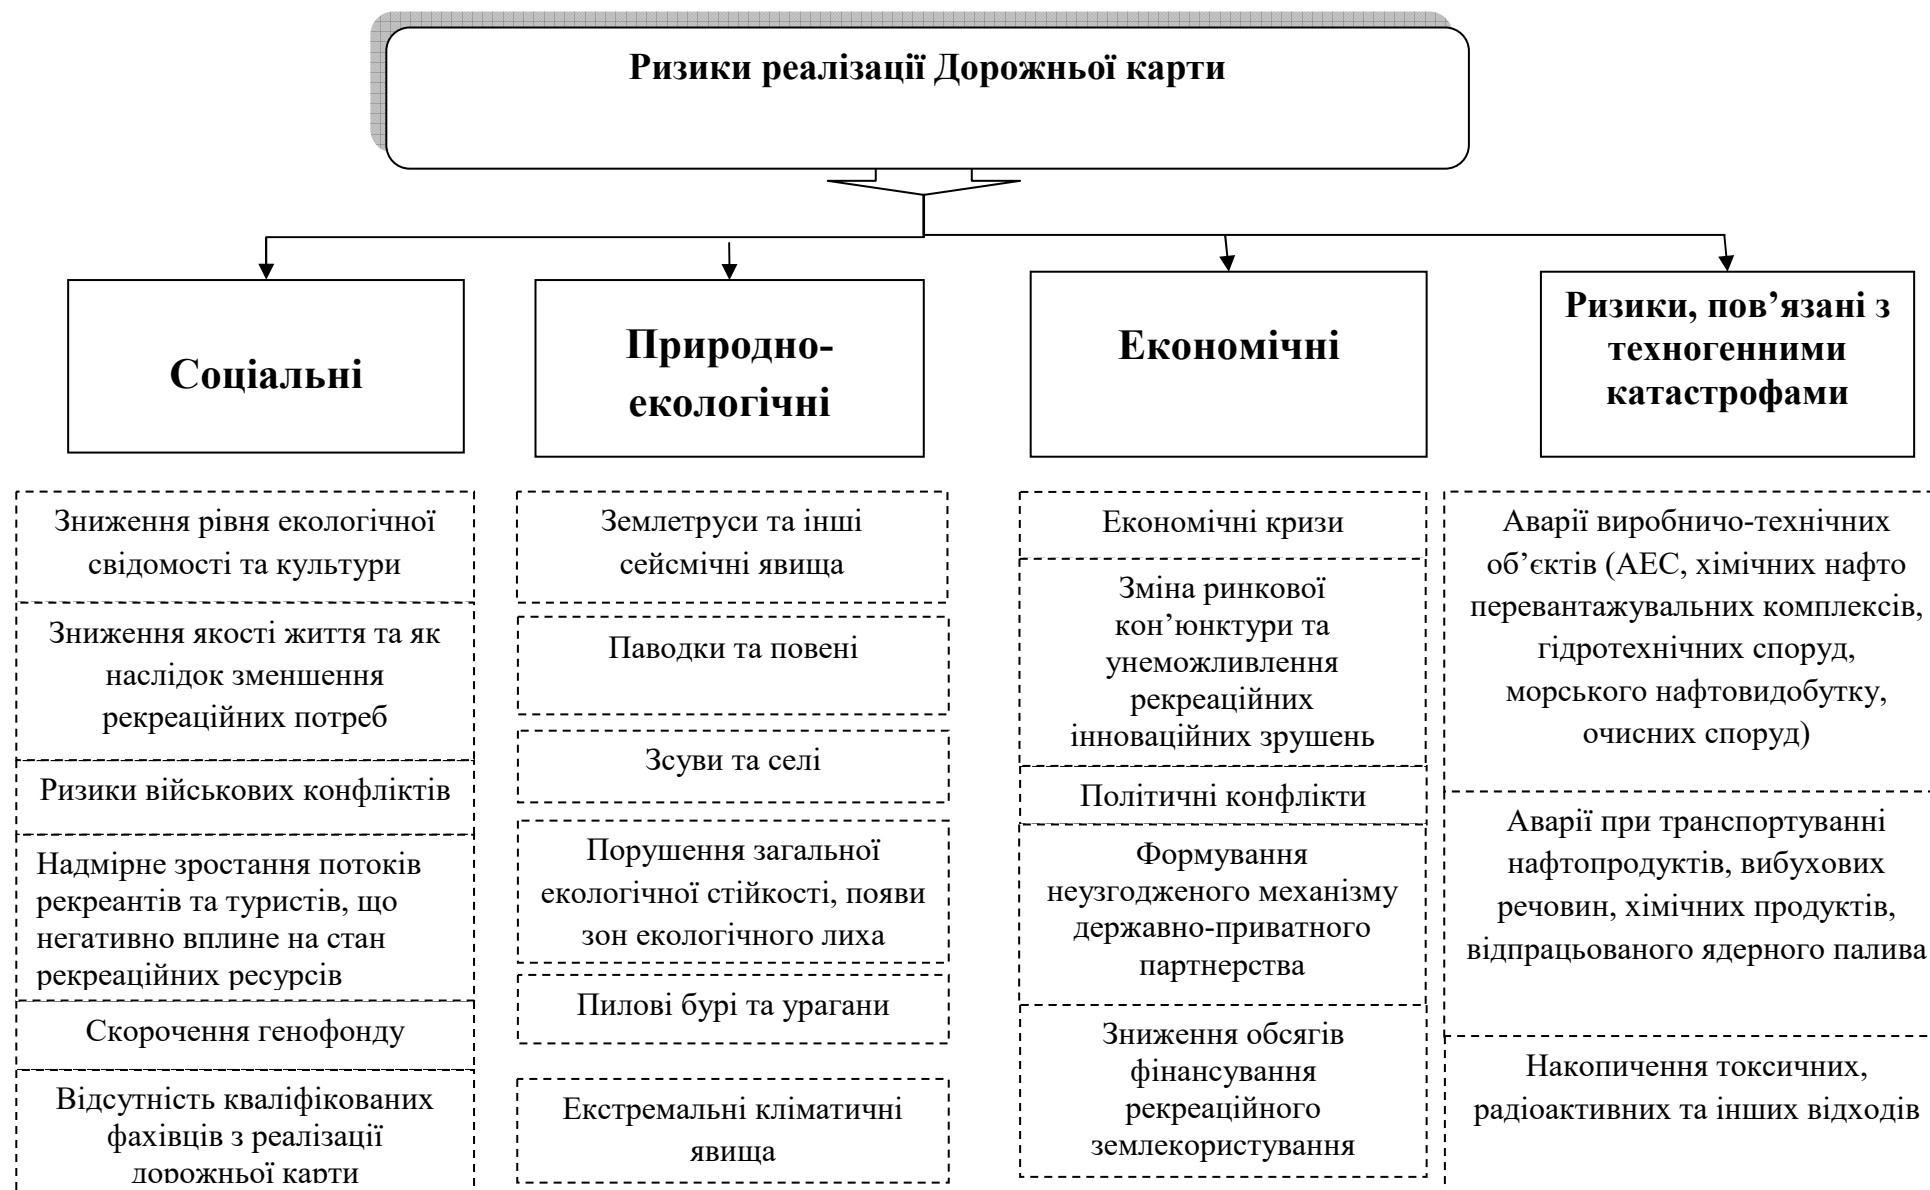 Ризики реалізації Дорожньої карти
Соціальні
Природно-
екологічні
Економічні
Ризики, пов’язані з
техногенними
катастрофами
Зниження рівня екологічної
свідомості та культури
Зниження якості життя та як
наслідок зменшення
рекреаційних потреб
Ризики військових конфліктів
Надмірне зростання потоків
рекреантів та туристів, що
негативно вплине на стан
рекреаційних ресурсів
Скорочення генофонду
Відсутність кваліфікованих
фахівців з реалізації
дорожньої карти
Землетруси та інші
сейсмічні явища
Паводки та повені
Зсуви та селі
Порушення загальної
екологічної стійкості, появи
зон екологічного лиха
Пилові бурі та урагани
Екстремальні кліматичні
явища
Економічні кризи
Зміна ринкової
кон’юнктури та
унеможливлення
рекреаційних
інноваційних зрушень
Політичні конфлікти
Формування
неузгодженого механізму
державно-приватного
партнерства
Зниження обсягів
фінансування
рекреаційного
землекористування
Аварії виробничо-технічних
об’єктів (АЕС, хімічних нафто
перевантажувальних комплексів,
гідротехнічних споруд,
морського нафтовидобутку,
очисних споруд)
Аварії при транспортуванні
нафтопродуктів, вибухових
речовин, хімічних продуктів,
відпрацьованого ядерного палива
Накопичення токсичних,
радіоактивних та інших відходів